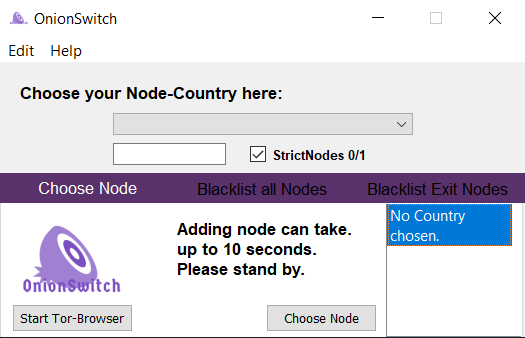 OnionSwitch
Edit Help
Choose your Node-Country here:
StrictNodes 0/1
Choose Node Blacklist all Nodes Blacklist Exit Nodes
Adding node can take.
up to 10 seconds.
Please stand by.
No Country
chosen.
OnionSwitch
Start Tor-Browser
Choose Node